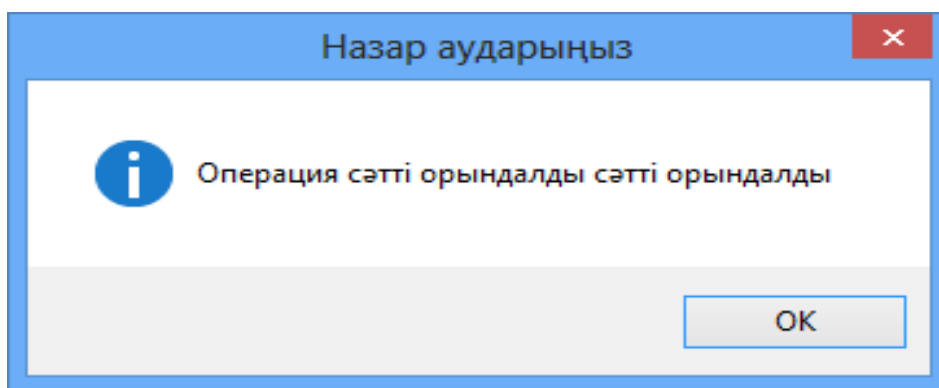 Назар аударыңыз
Операция сәтті орындалды сәтті орындалды
OK